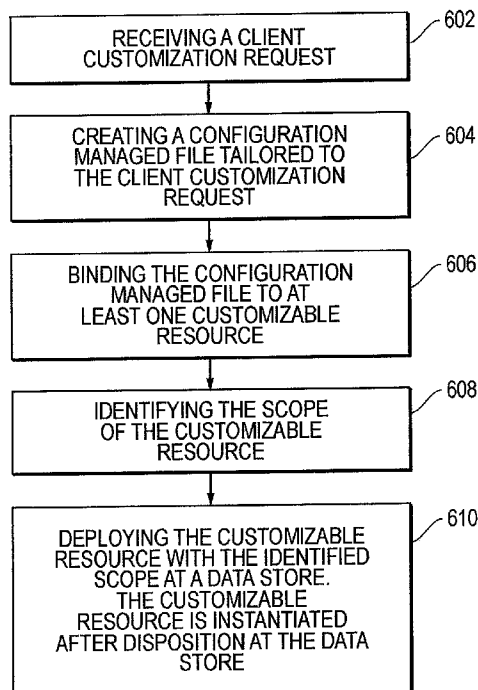 602
RECEIVING A CLIENT
CUSTOMIZATION REQUEST
604
CREATING A CONFIGURATION
MANAGED FILE TAILORED TO
THE CLIENT CUSTOMIZATION
REQUEST
606
BINDING THE CONFIGURATION
MANAGED FILE TO AT
LEAST ONE CUSTOMIZABLE
RESOURCE
608
IDENTIFYING THE SCOPE
OF THE CUSTOMIZABLE
RESOURCE
610
DEPLOYING THE CUSTOMIZABLE
RESOURCE WITH THE IDENTIFIED
SCOPE AT A DATA STORE.
THE CUSTOMIZABLE
RESOURCE IS INSTANTIATED
AFTER DISPOSITION AT THE DATA
STORE